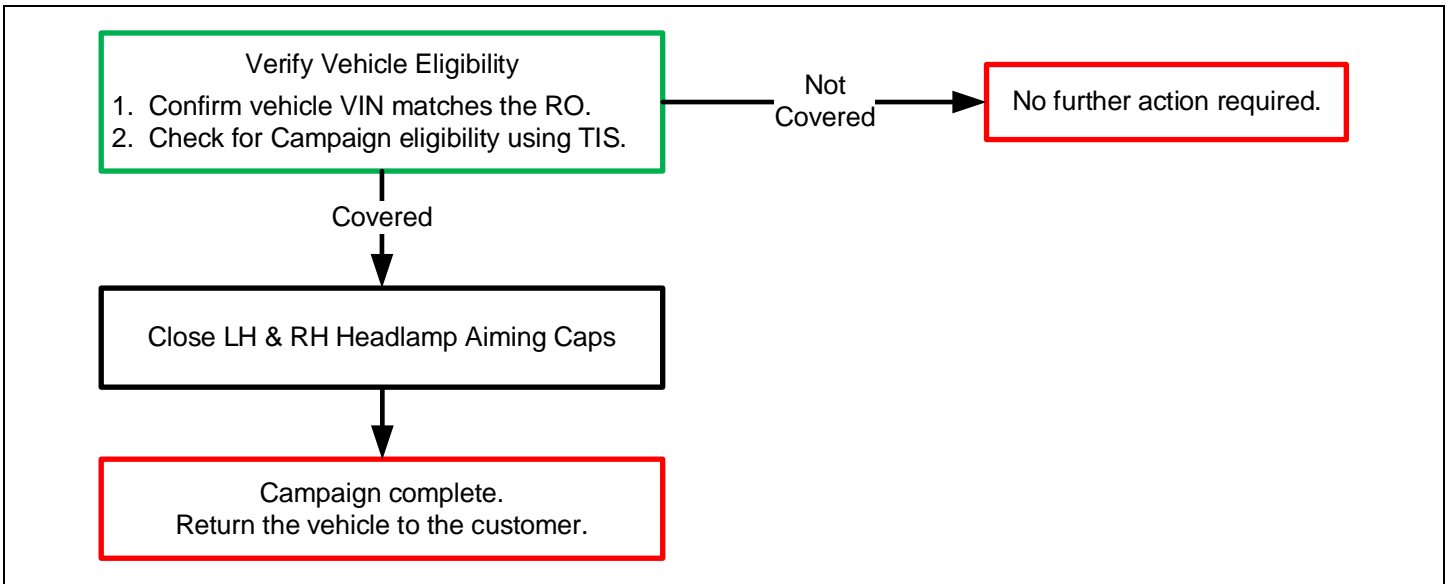 Verify Vehicle Eligibility
1. Confirm vehicle VIN matches the RO.
2. Check for Campaign eligibility using TIS.
Not
Covered
No further action required.
Covered
Close LH & RH Headlamp Aiming Caps
Campaign complete.
Return the vehicle to the customer.